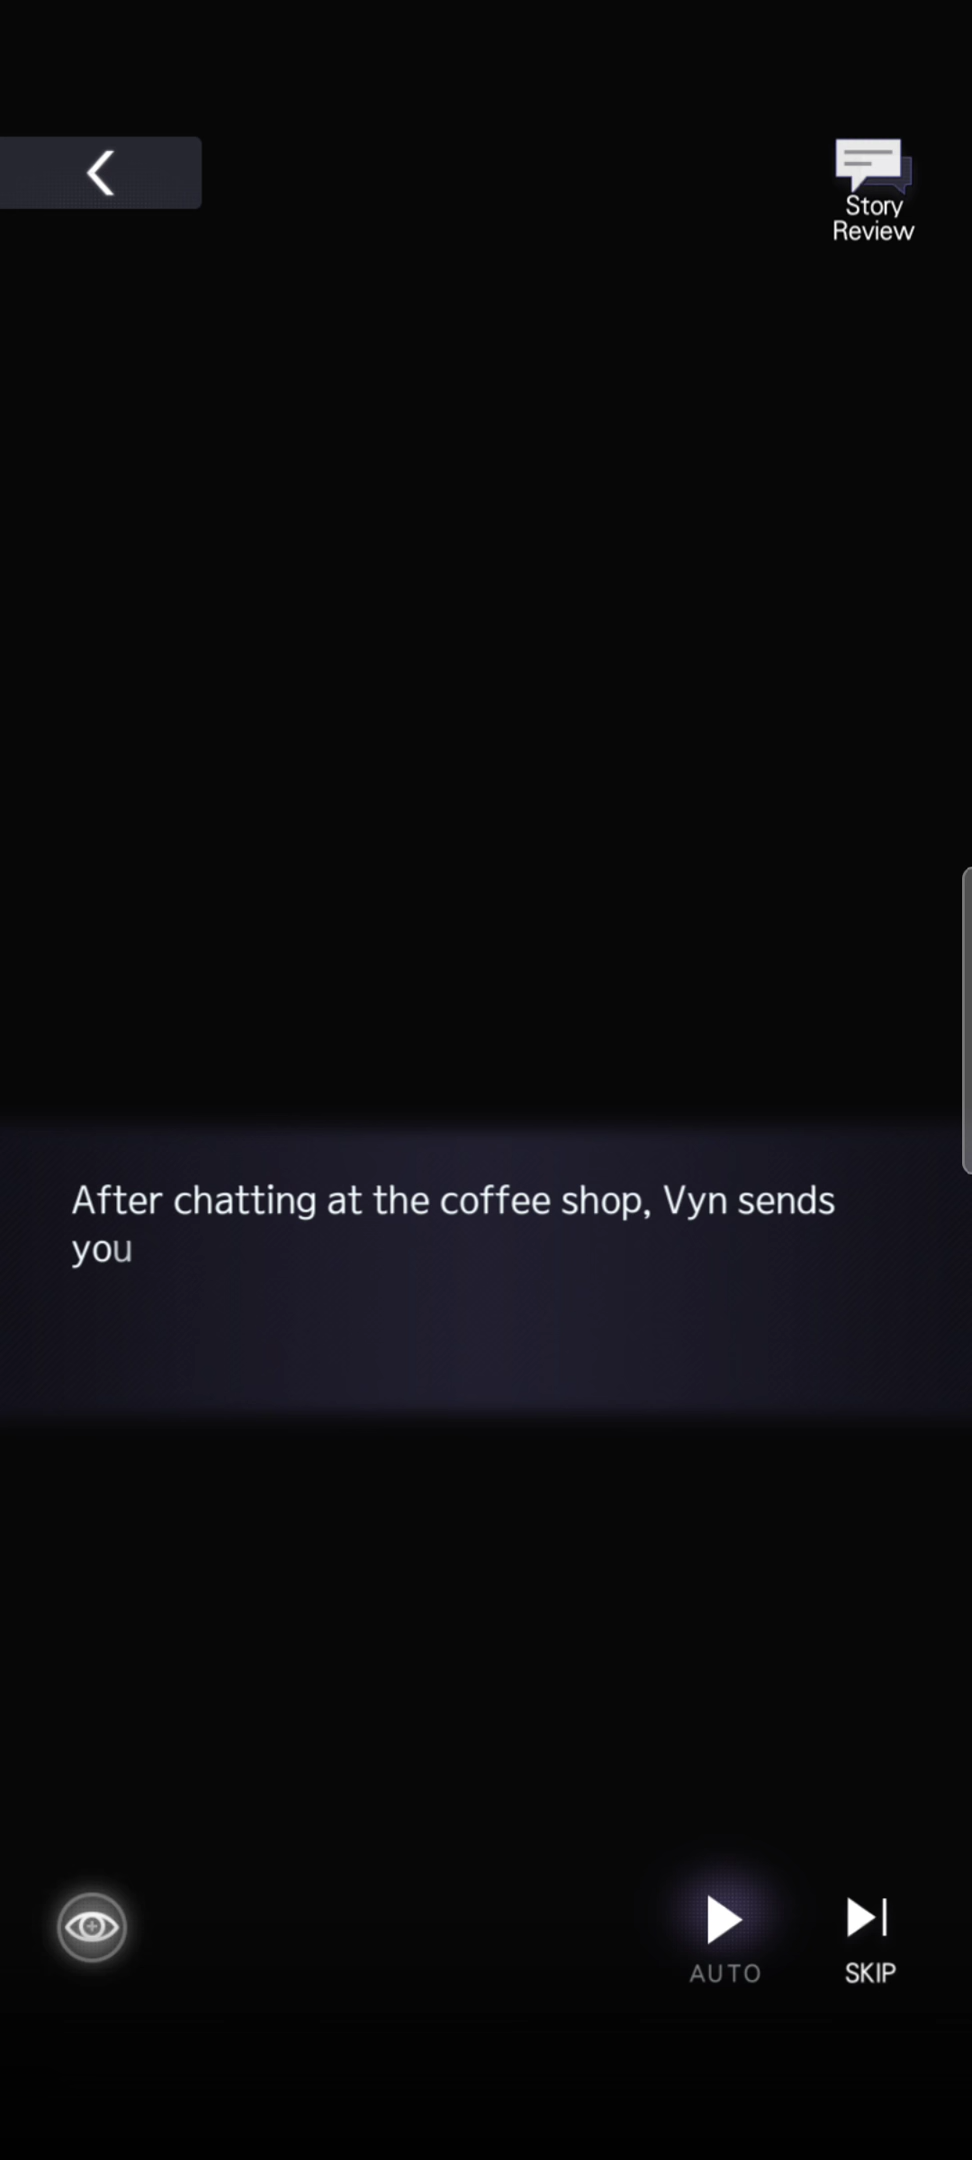 Story
Review
After chatting at the coffee shop, Vyn sends
you
AUTO
SKIP